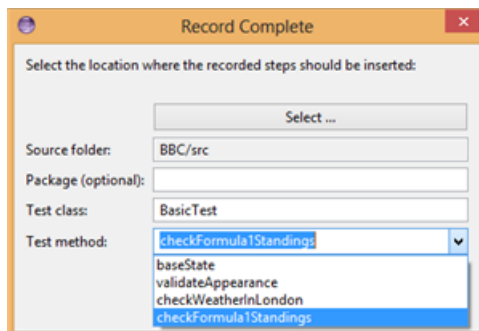 Record Complete
Select the location where the recorded steps should be inserted:
Select ...
Source folder: BBC/src
Package (optional):
Test class: BasicTest
Test method: checkFormula1Standings
baseState
validateAppearance
checkWeatherInLondon
checkFormula1Standings